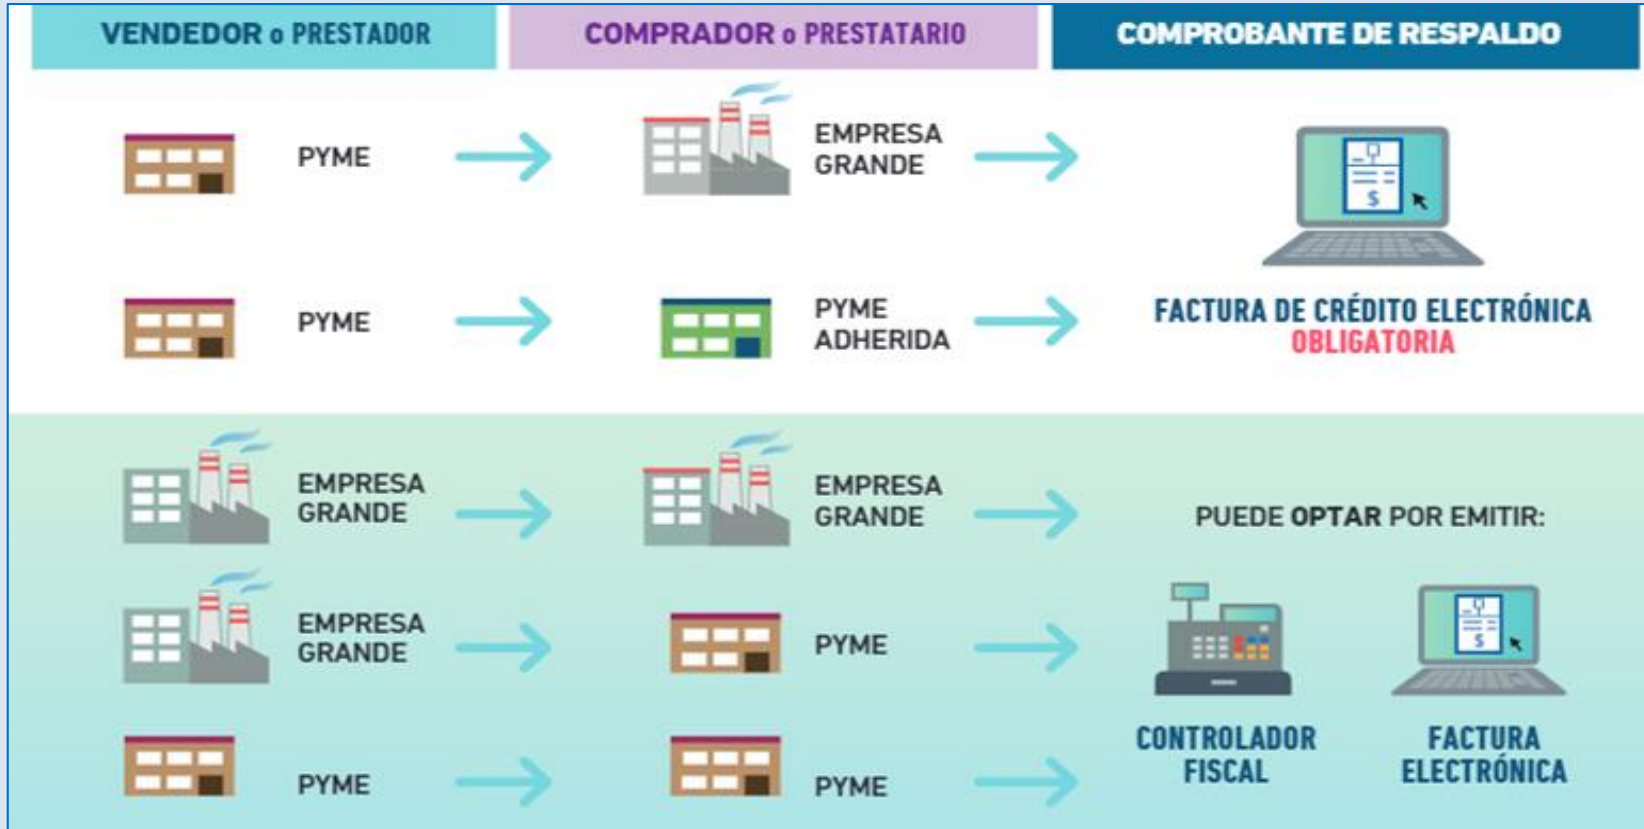 VENDEDOR o PRESTADOR
COMPRADOR o PRESTATARIO
COMPROBANTE DE RESPALDO
PYME
EMPRESA
GRANDE
$
FACTURA DE CRÉDITO ELECTRÓNICA
OBLIGATORIA
PYME
PYME
ADHERIDA
EMPRESA
GRANDE
EMPRESA
GRANDE
PUEDE OPTAR POR EMITIR:
EMPRESA
GRANDE
PYME
$
CONTROLADOR
FISCAL
FACTURA
ELECTRÓNICA
PYME
PYME